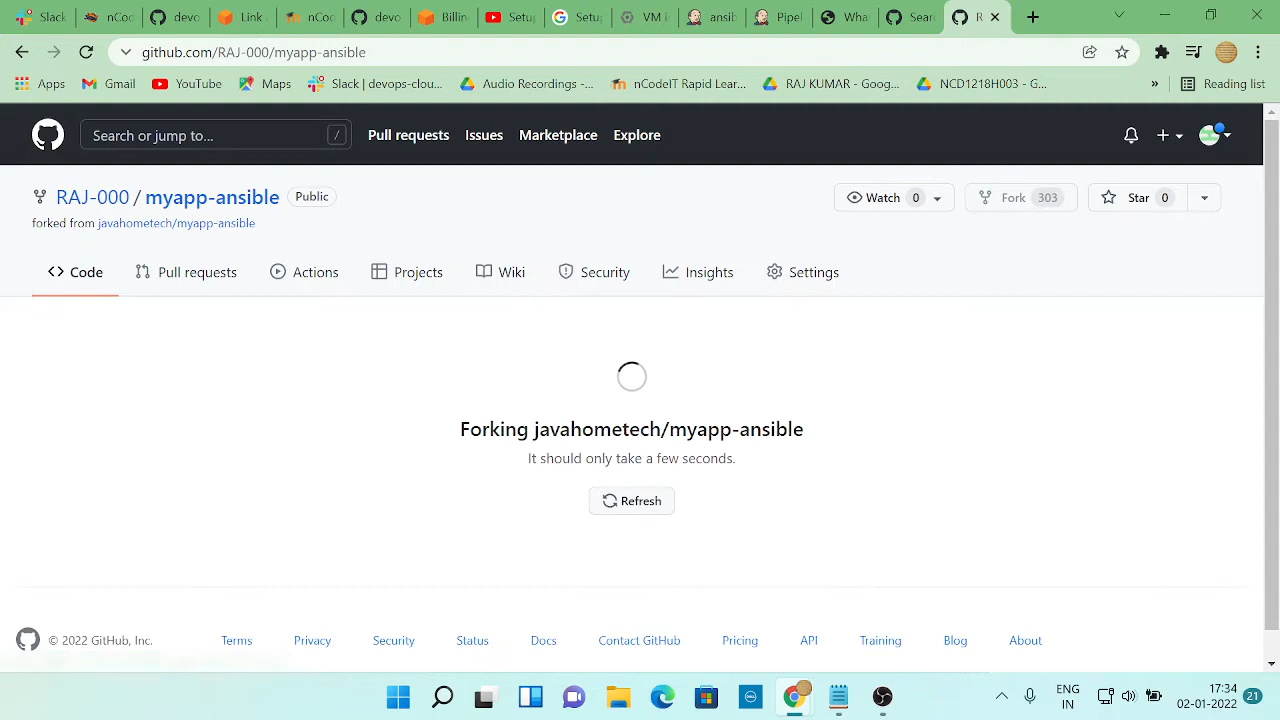 Slack
nCod
devo
Link
nCod
devo
Billin
Setup
Setup
VM i
ansib
Pipel
Wha
Sear
R
github.com/RAJ-000/myapp-ansible
Apps
Gmail
YouTube
Maps
Slack | devops-clou...
Audio Recordings -...
nCodeIT Rapid Lear...
RAJ KUMAR - Goog...
NCD1218H003 - G...
»
Reading list
Search or jump to...
/
Pull requests
Issues
Marketplace
Explore
RAJ-000 / myapp-ansible
Public
Watch 0
Fork 303
Star 0
forked from javahometech/myapp-ansible
Code
Pull requests
Actions
Projects
Wiki
Security
Insights
Settings
Forking javahometech/myapp-ansible
It should only take a few seconds.
Refresh
© 2022 GitHub, Inc.
Terms
Privacy
Security
Status
Docs
Contact GitHub
Pricing
API
Training
Blog
About
DELL
ENG
IN
17:34
02-01-2022
21